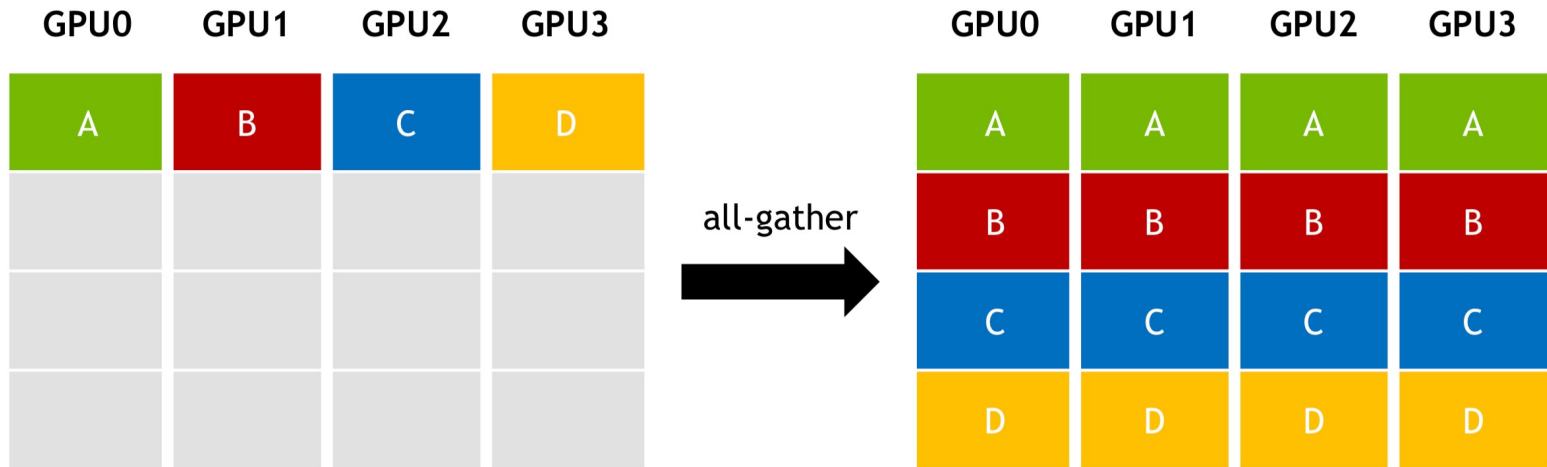 GPU0 GPU1 GPU2 GPU3 GPU0 GPU1 GPU2 GPU3
A B C D A A A A
all-gather
B B B B
C C C C
D D D D